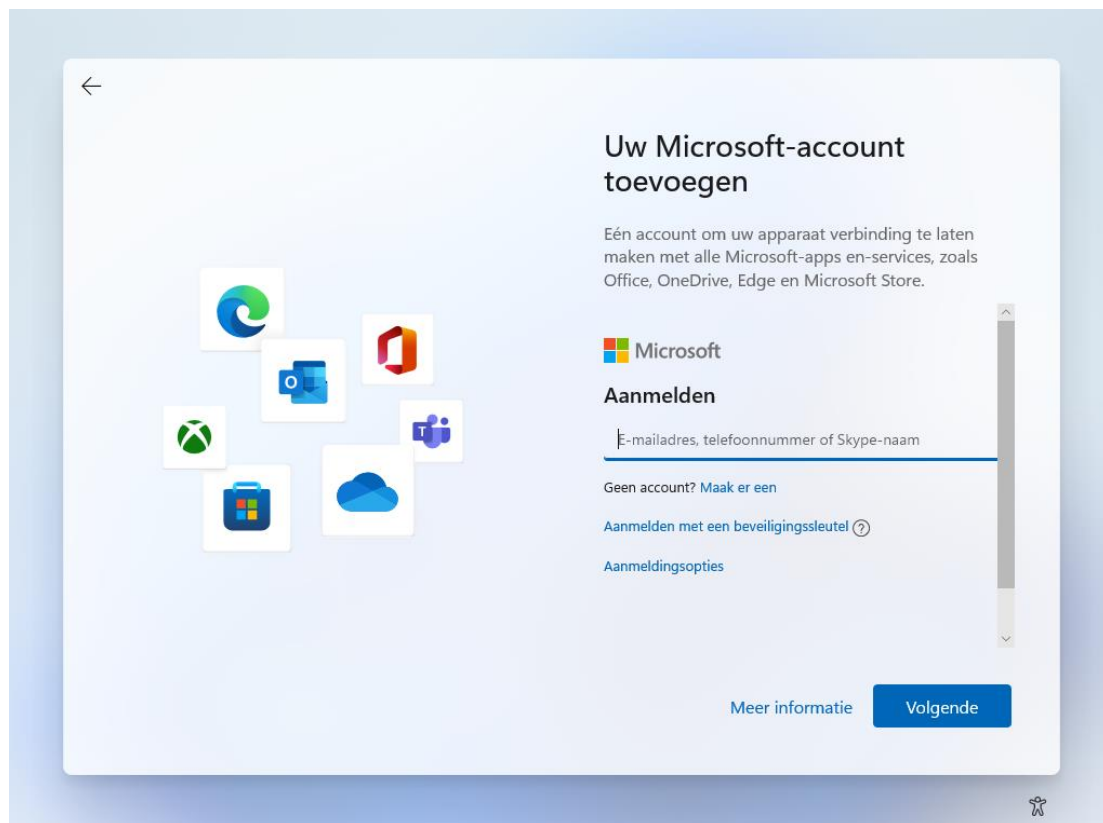 Uw Microsoft-account
toevoegen
Eén account om uw apparaat verbinding te laten
maken met alle Microsoft-apps en-services, zoals
Office, OneDrive, Edge en Microsoft Store.
Microsoft
Aanmelden
E-mailadres, telefoonnummer of Skype-naam
Geen account? Maak er een
Aanmelden met een beveiligingssleutel ?
Aanmeldingsopties
Meer informatie Volgende
O
T